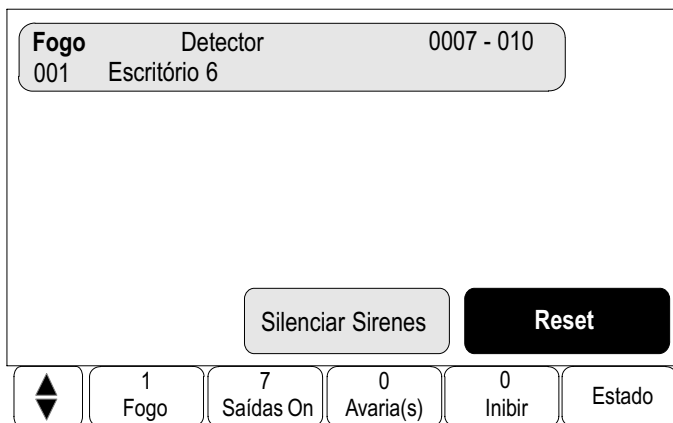 Fogo Detector 0007 - 010
001 Escritório 6
Silenciar Sirenes Reset
1 7 0 0
Fogo Saídas On Avaria(s) Inibir Estado